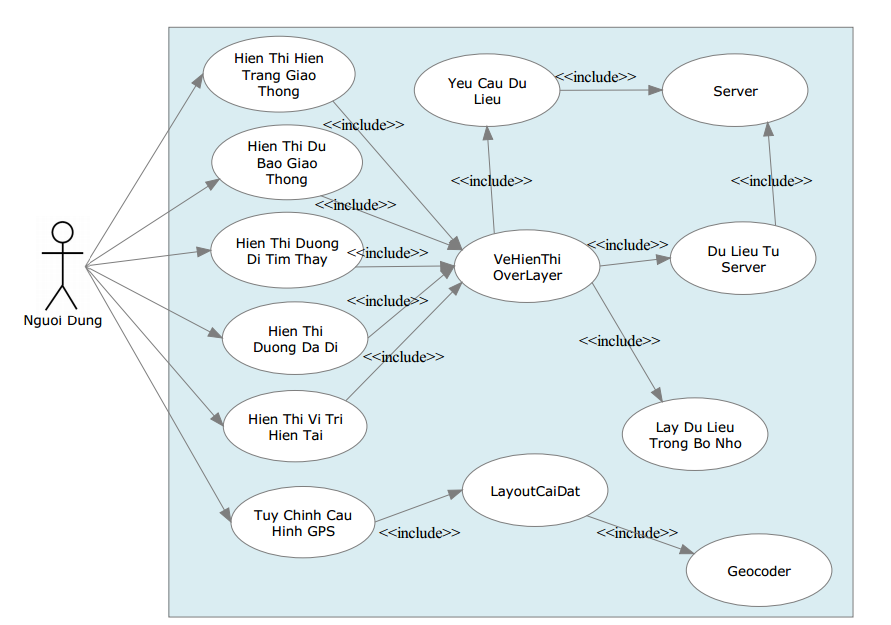 Hien Thi Hien
Trang Giao
Thong
Yeu Cau Du
Lieu
<<include>>
Server
<<include>>
Hien Thi Du
Bao Giao
Thong
<<include>>
<<include>>
<<include>>
Nguoi Dung
Hien Thi Duong
Di Tim Thay
<<include>>
VeHienThi
OverLayer
<<include>>
Du Lieu Tu
Server
<<include>>
Hien Thi
Duong Da Di
<<include>>
<<include>>
Hien Thi Vi Tri
Hien Tai
Lay Du Lieu
Trong Bo Nho
Tuy Chinh Cau
Hinh GPS
<<include>>
LayoutCaiDat
<<include>>
Geocoder